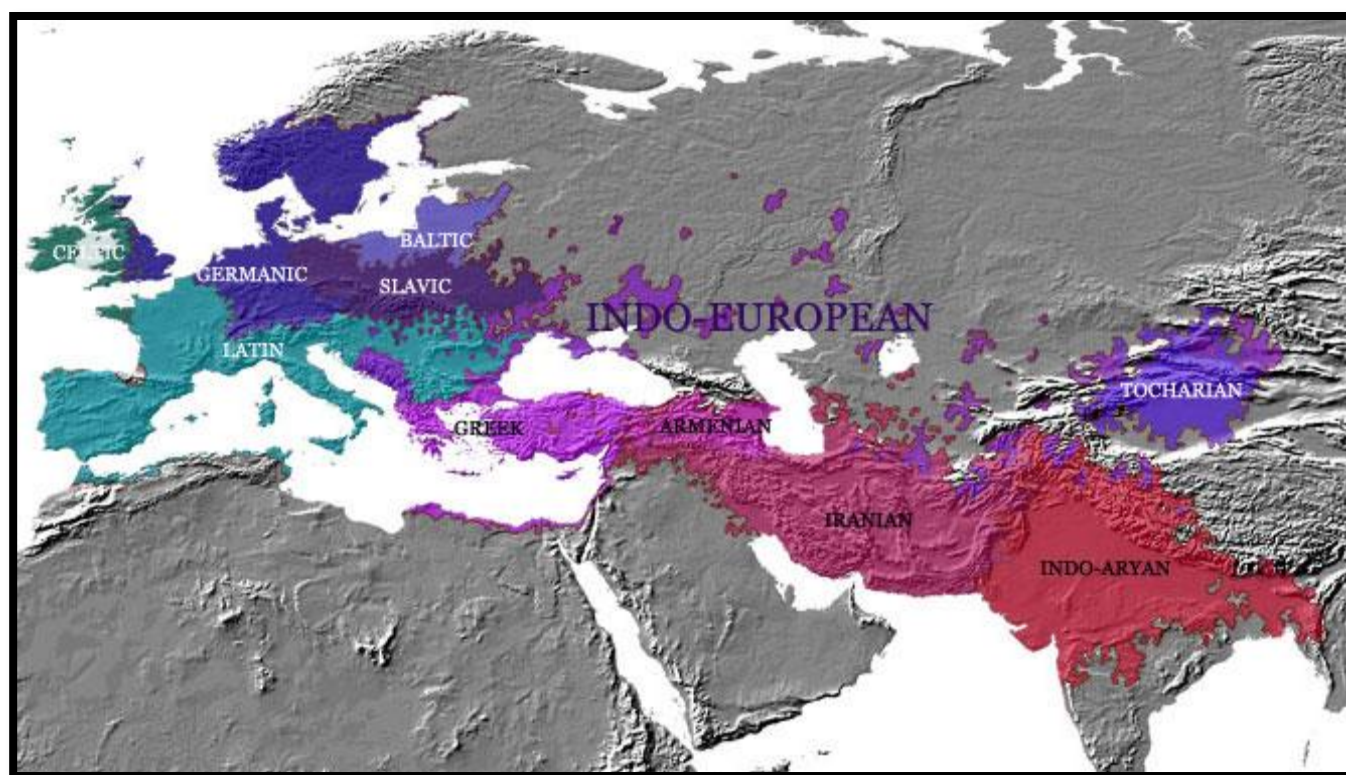 CELTIC
BALTIC
GERMANIC
SLAVIC
INDO-EUROPEAN
LATIN
TOCHARIAN
GREEK
ARMENIAN
IRANIAN
INDO-ARYAN